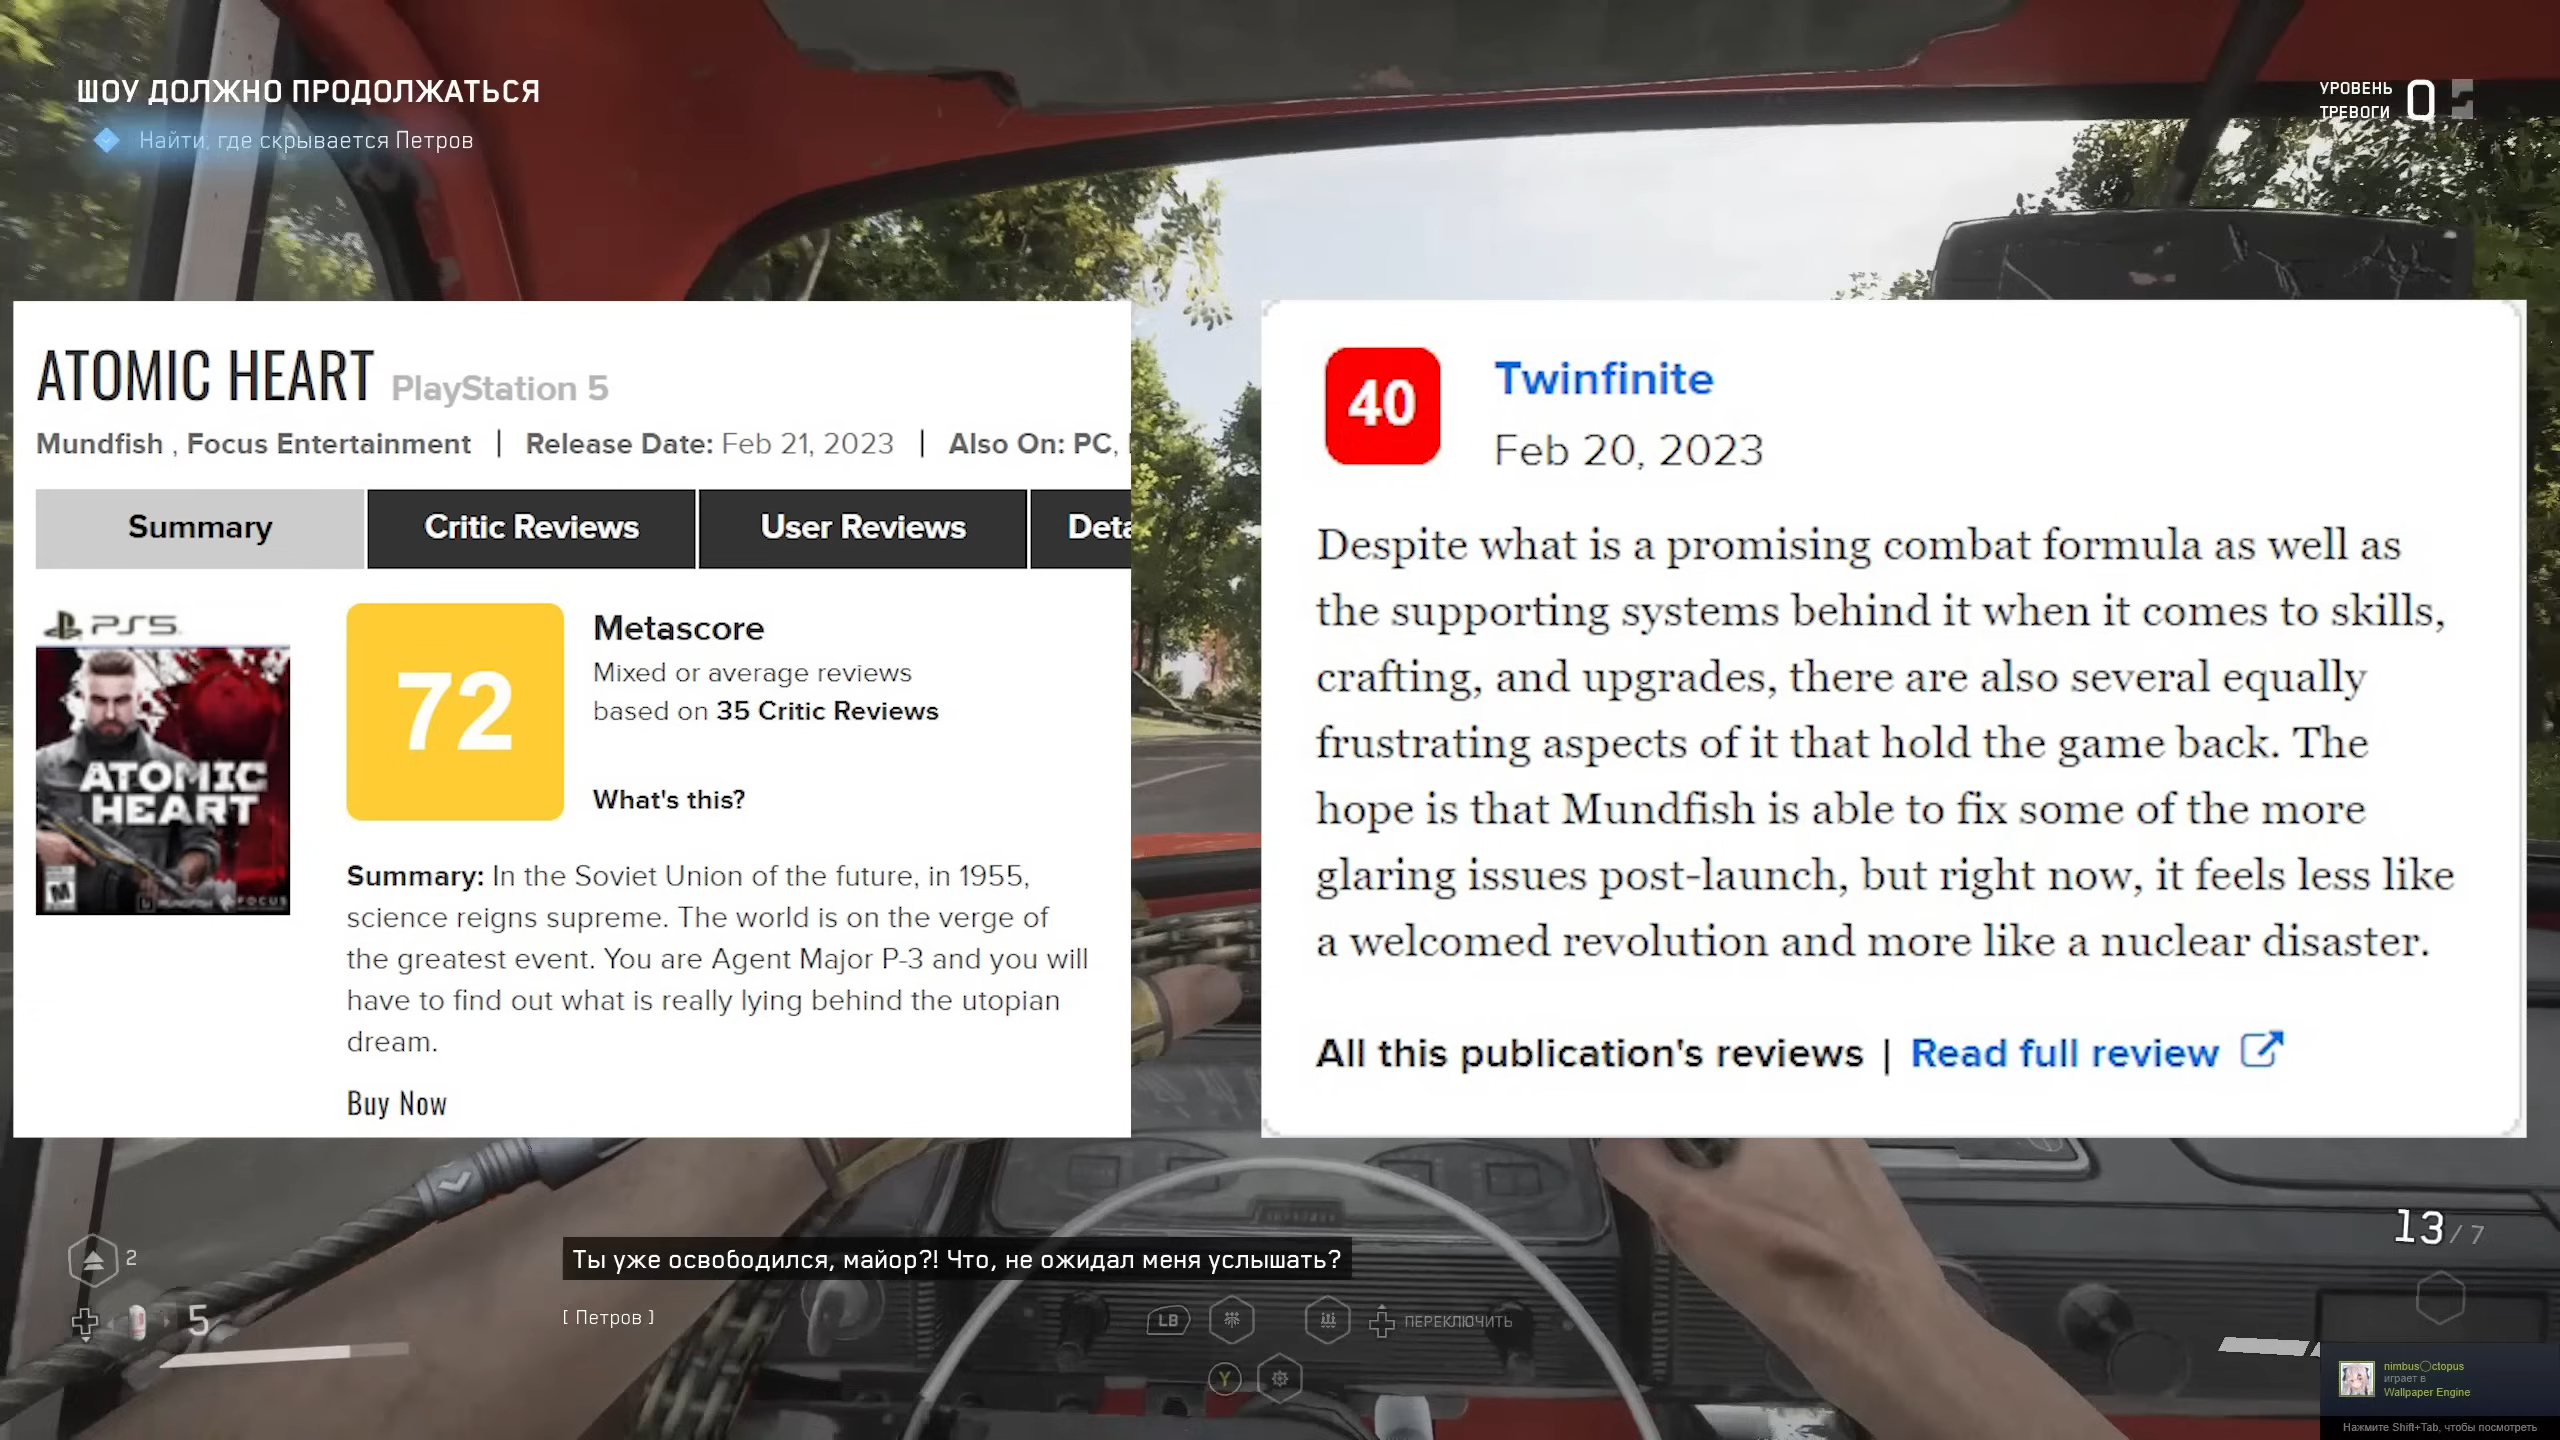 ШОУ ДОЛЖНО ПРОДОЛЖАТЬСЯ
Найти, где скрывается Петров
УРОВЕНЬ
ТРЕВОГИ
0
ATOMIC HEART PlayStation 5
Mundfish , Focus Entertainment | Release Date: Feb 21, 2023 | Also On: PC,
Summary
Critic Reviews
User Reviews
Deta
PS5
ATOMIC
HEART
M
MUNDFISH
FOCUS
72
Metascore
Mixed or average reviews
based on 35 Critic Reviews
What's this?
Summary: In the Soviet Union of the future, in 1955,
science reigns supreme. The world is on the verge of
the greatest event. You are Agent Major P-3 and you will
have to find out what is really lying behind the utopian
dream.
Buy Now
40
Twinfinite
Feb 20, 2023
Despite what is a promising combat formula as well as
the supporting systems behind it when it comes to skills,
crafting, and upgrades, there are also several equally
frustrating aspects of it that hold the game back. The
hope is that Mundfish is able to fix some of the more
glaring issues post-launch, but right now, it feels less like
a welcomed revolution and more like a nuclear disaster.
All this publication's reviews | Read full review
2
5
Ты уже освободился, майор?! Что, не ожидал меня услышать?
[ Петров ]
LB
ПЕРЕКЛЮЧИТЬ
Y
13 / 7
nimbus◯ctopus
играет в
Wallpaper Engine
Нажмите Shift+Tab, чтобы посмотреть